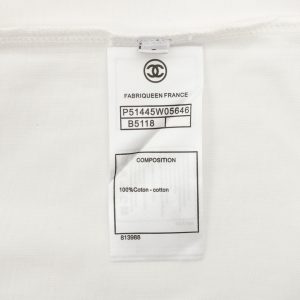 FABRIQUEEN FRANCE
P51445W05646
B5118
COMPOSITION
100%Coton - cotton
813988